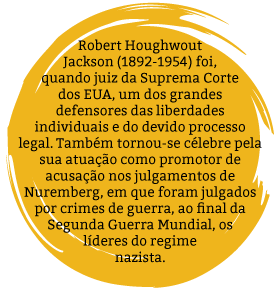 Robert Houghwout
Jackson (1892-1954) foi,
quando juiz da Suprema Corte
dos EUA, um dos grandes
defensores das liberdades
individuais e do devido processo
legal. Também tornou-se célebre pela
sua atuação como promotor de
acusação nos julgamentos de
Nuremberg, em que foram julgados
por crimes de guerra, ao final da
Segunda Guerra Mundial, os
líderes do regime
nazista.